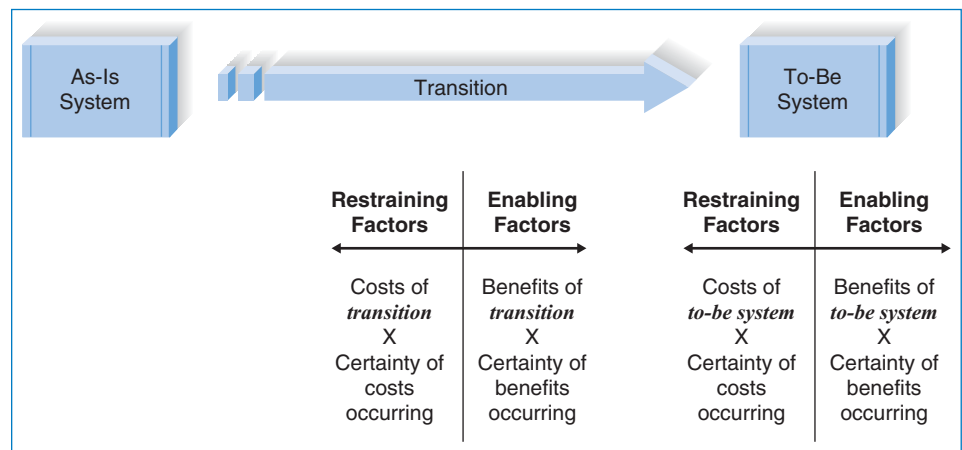 As-Is
System
Transition
To-Be
System
Restraining
Factors
Enabling
Factors
Costs of
transition
X
Certainty of
costs
occurring
Benefits of
transition
X
Certainty of
benefits
occurring
Restraining
Factors
Enabling
Factors
Costs of
to-be system
X
Certainty of
costs
occurring
Benefits of
to-be system
X
Certainty of
benefits
occurring